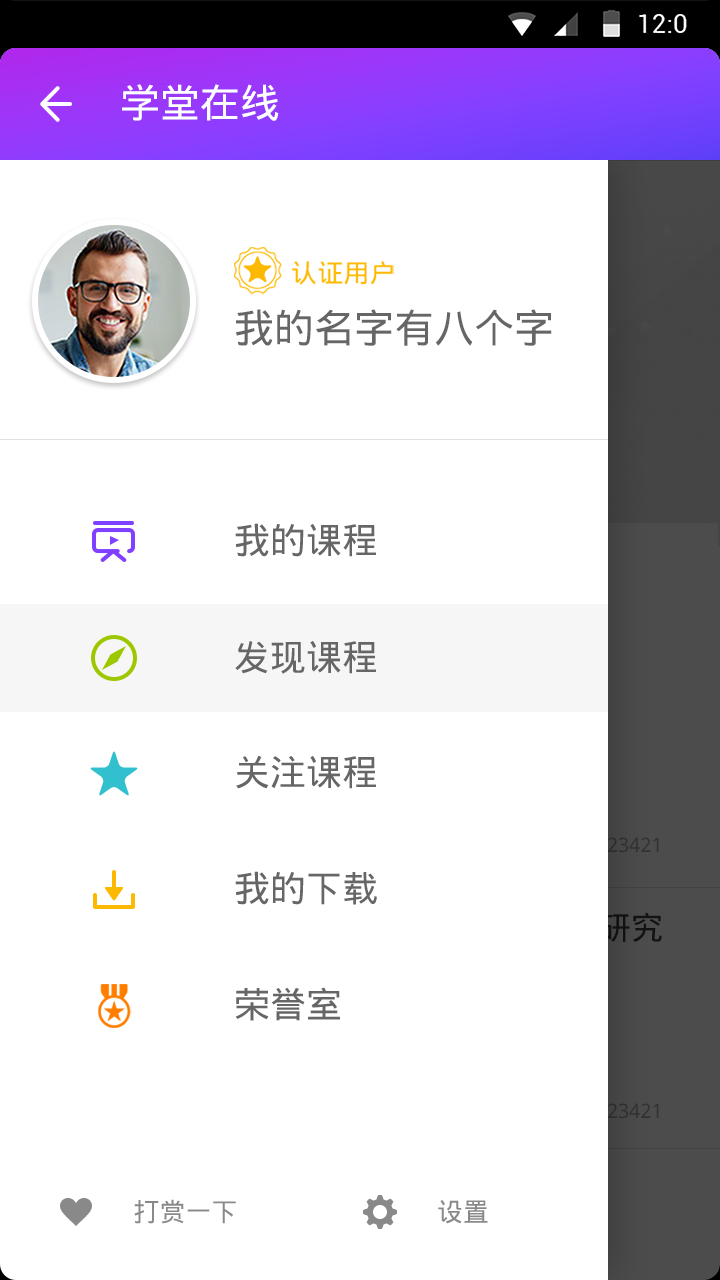 12:0
学堂在线
认证用户
我的名字有八个字
我的课程
发现课程
关注课程
23421
我的下载
研究
荣誉室
23421
打赏一下
设置